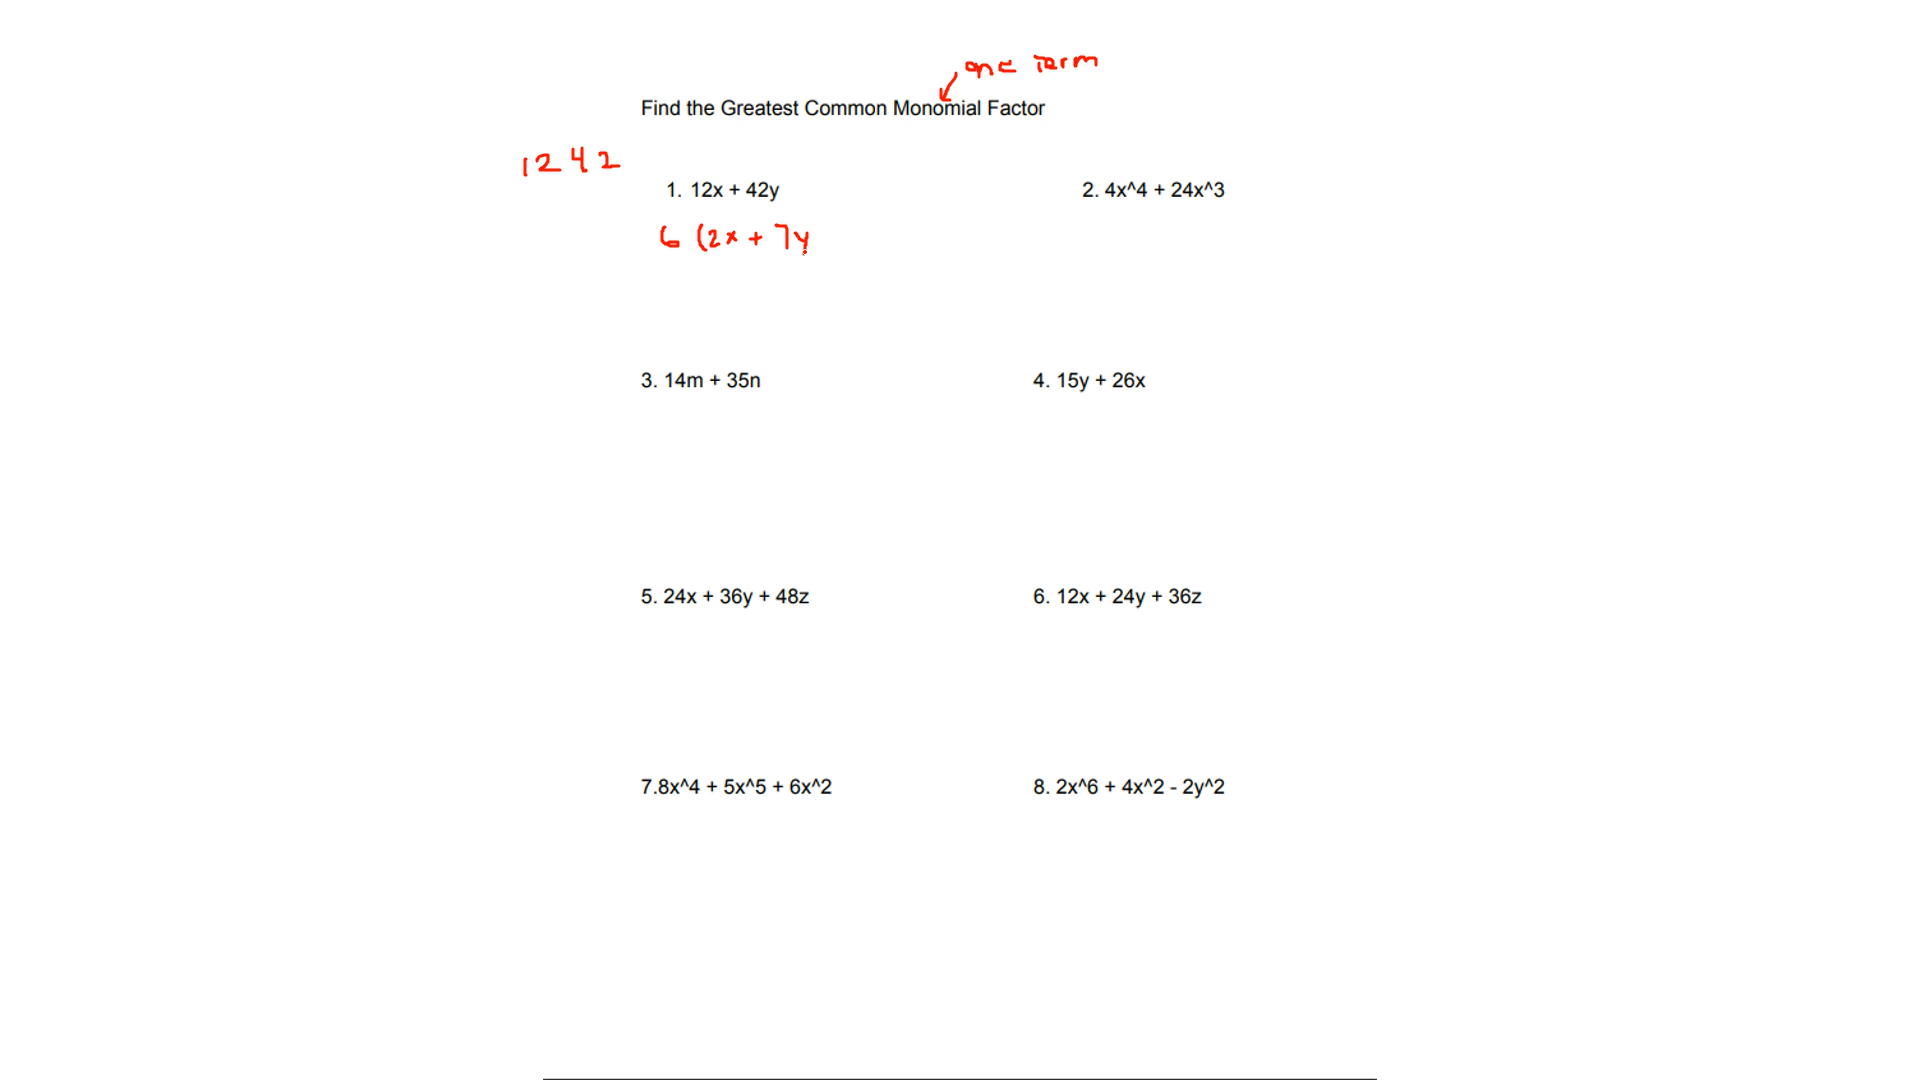 one Term
Find the Greatest Common Monomial Factor
12 42
1. 12x + 42y
2. 4x^4 + 24x^3
6 (2x + 7y
3. 14m + 35n
4. 15y + 26x
5. 24x + 36y + 48z
6. 12x + 24y + 36z
7.8x^4 + 5x^5 + 6x^2
8. 2x^6 + 4x^2 - 2y^2